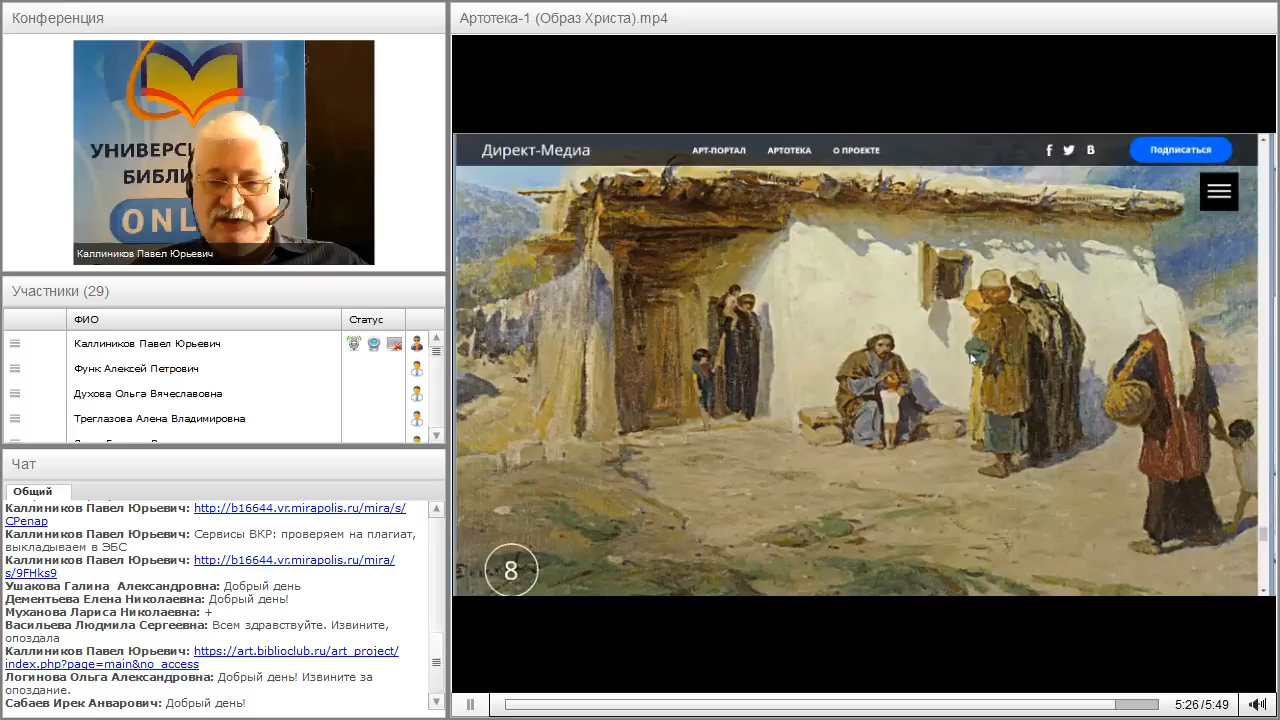 Конференция
УНИВЕРС
БИБЛИ
ONL
Каллиников Павел Юрьевич
Участники (29)
ФИО
Статус
Каллиников Павел Юрьевич
Функ Алексей Петрович
Духова Ольга Вячеславовна
Треглазова Алена Владимировна
Чат
Общий
Каллиников Павел Юрьевич: http://b16644.vr.mirapolis.ru/mira/s/
CPenap
Каллиников Павел Юрьевич: Сервисы ВКР: проверяем на плагиат,
выкладываем в ЭБС
Каллиников Павел Юрьевич: http://b16644.vr.mirapolis.ru/mira/
s/9FHks9
Ушакова Галина Александровна: Добрый день
Дементьева Елена Николаевна: Добрый день!
Муханова Лариса Николаевна: +
Васильева Людмила Сергеевна: Всем здравствуйте. Извините,
опоздала
Каллиников Павел Юрьевич: https://art.biblioclub.ru/art_project/
index.php?page=main&no_access
Логинова Ольга Александровна: Добрый день! Извините за
опоздание.
Сабаев Ирек Анварович: Добрый день!
Артотека-1 (Образ Христа).mp4
Директ-Медиа
АРТ-ПОРТАЛ
АРТОТЕКА
О ПРОЕКТЕ
Подписаться
8
5:26 / 5:49